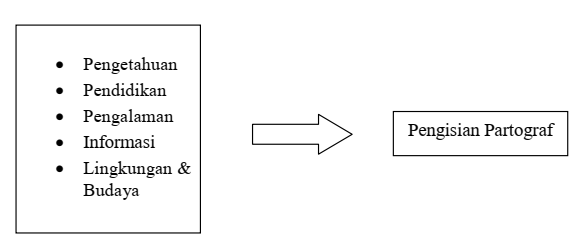 • Pengetahuan
• Pendidikan
• Pengalaman
• Informasi
• Lingkungan &
Budaya
Pengisian Partograf